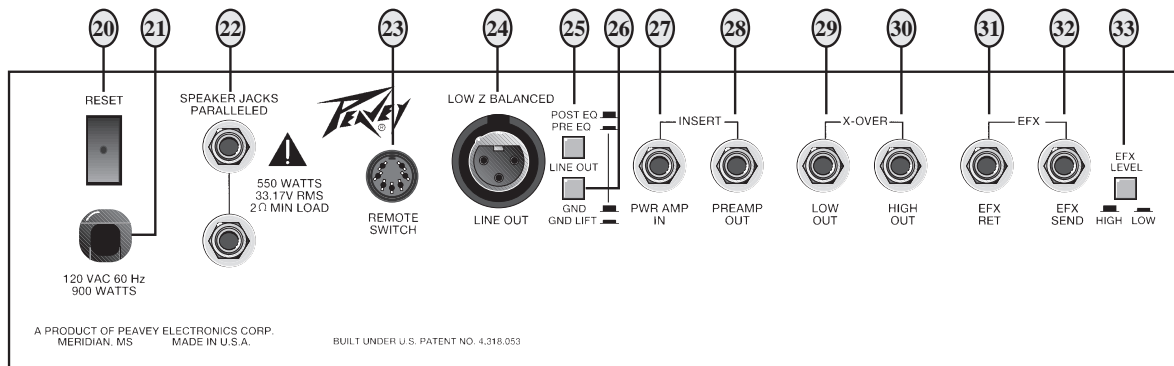 20 21 22 23 24 25 26 27 28 29 30 31 32 33
RESET
120 VAC 60 Hz
900 WATTS
SPEAKER JACKS
PARALLELED
550 WATTS
33.17V RMS
2Ω MIN LOAD
PEAVEY
®
REMOTE
SWITCH
LOW Z BALANCED
LINE OUT
POST EQ
PRE EQ
LINE OUT
GND
GND LIFT
INSERT
PWR AMP
IN
PREAMP
OUT
X-OVER
LOW
OUT
HIGH
OUT
EFX
EFX
RET
EFX
SEND
EFX
LEVEL
HIGH LOW
A PRODUCT OF PEAVEY ELECTRONICS CORP.
MERIDIAN, MS MADE IN U.S.A.
BUILT UNDER U.S. PATENT NO. 4,318,053